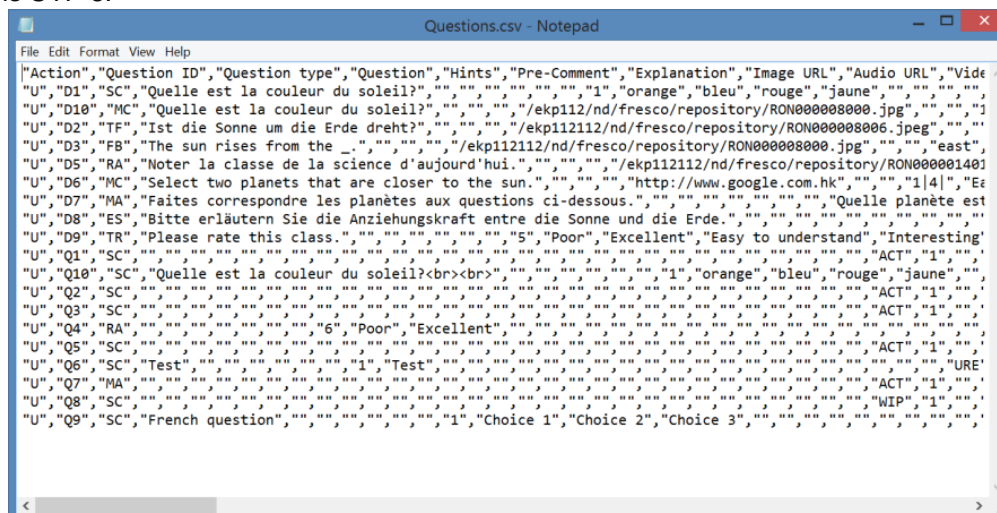 Questions.csv - Notepad
File Edit Format View Help
"Action","Question ID","Question type","Question","Hints","Pre-Comment","Explanation","Image URL","Audio URL","Vide
"U","D1","SC","Quelle est la couleur du soleil?","","","","","","","1","orange","bleu","rouge","jaune","","","","",
"U","D10","MC","Quelle est la couleur du soleil?","","","","/ekp112/nd/fresco/repository/RON000008000.jpg","","","1
"U","D2","TF","Ist die Sonne um die Erde dreht?","","","","/ekp112112/nd/fresco/repository/RON000008006.jpeg","","
"U","D3","FB","The sun rises from the _.","","","","/ekp112112/nd/fresco/repository/RON000008000.jpg","","","east",
"U","D5","RA","Noter la classe de la science d'aujourd'hui.","","","","/ekp112112/nd/fresco/repository/RON000001401
"U","D6","MC","Select two planets that are closer to the sun.","","","","http://www.google.com.hk","","","1|4|","Ea
"U","D7","MA","Faites correspondre les planètes aux questions ci-dessous.","","","","","","","","Quelle planète est
"U","D8","ES","Bitte erläutern Sie die Anziehungskraft entre die Sonne und die Erde.","","","","","","","","","","
"U","D9","TR","Please rate this class.","","","","","","","5","Poor","Excellent","Easy to understand","Interesting"
"U","Q1","SC","","","","","","","","","","","","","","","","","","","","","","","","","","ACT","1","",
"U","Q10","SC","Quelle est la couleur du soleil?<br><br>","","","","","","","1","orange","bleu","rouge","jaune","",
"U","Q2","SC","","","","","","","","","","","","","","","","","","","","","","","","","","ACT","1","",
"U","Q3","SC","","","","","","","","","","","","","","","","","","","","","","","","","","ACT","1","",
"U","Q4","RA","","","","","","","","6","Poor","Excellent","","","","","","","","","","","","","","","","",
"U","Q5","SC","","","","","","","","","","","","","","","","","","","","","","","","","","ACT","1","",
"U","Q6","SC","Test","","","","","","","1","Test","","","","","","","","","","","","","","","","","","URE"
"U","Q7","MA","","","","","","","","","","","","","","","","","","","","","","","","","","ACT","1","",
"U","Q8","SC","","","","","","","","","","","","","","","","","","","","","","","","","","WIP","1","",
"U","Q9","SC","French question","","","","","","","1","Choice 1","Choice 2","Choice 3","","","","","","","","",